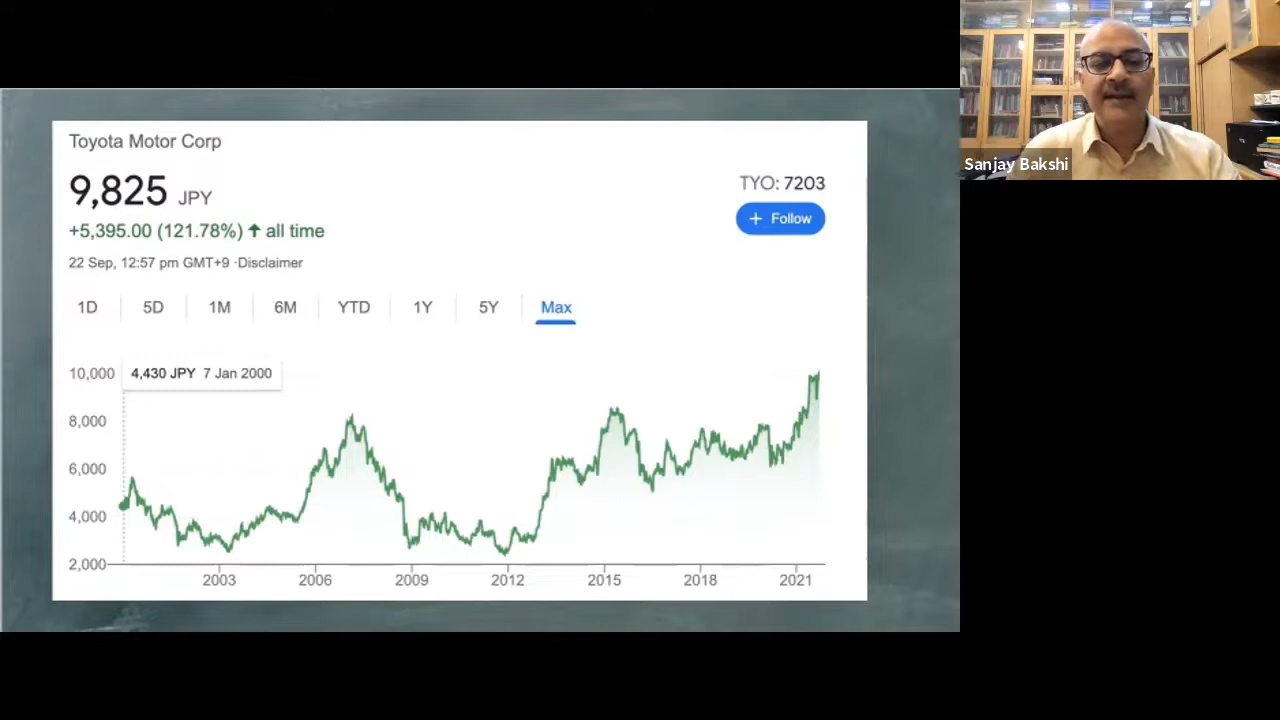 Toyota Motor Corp
9,825 JPY
+5,395.00 (121.78%) ↑ all time
22 Sep, 12:57 pm GMT+9 ·Disclaimer
TYO: 7203
+ Follow
1D 5D 1M 6M YTD 1Y 5Y Max
4,430 JPY 7 Jan 2000
10,000
8,000
6,000
4,000
2,000
2003 2006 2009 2012 2015 2018 2021
Sanjay Bakshi